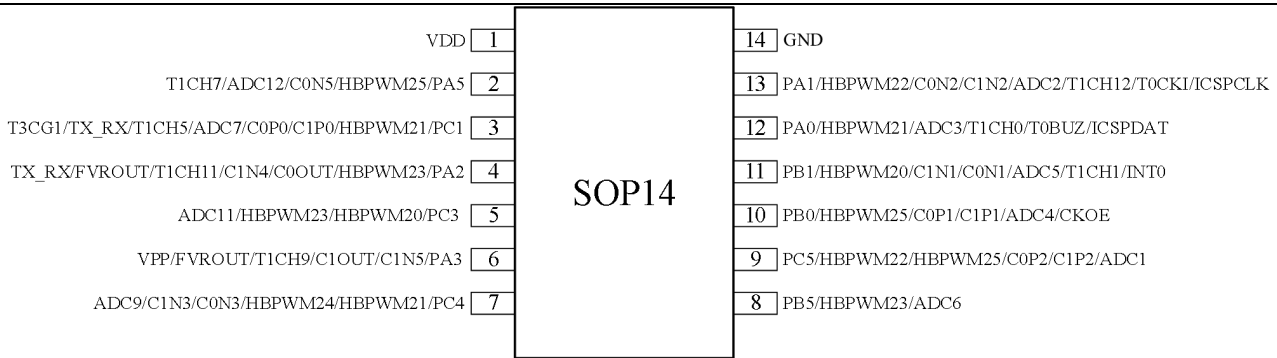 VDD 1 14 GND
T1CH7/ADC12/C0N5/HBPWM25/PA5 2 13 PA1/HBPWM22/C0N2/C1N2/ADC2/T1CH12/T0CKI/ICSPCLK
T3CG1/TX_RX/T1CH5/ADC7/C0P0/C1P0/HBPWM21/PC1 3 12 PA0/HBPWM21/ADC3/T1CH0/T0BUZ/ICSPDAT
TX_RX/FVROUT/T1CH11/C1N4/C0OUT/HBPWM23/PA2 4 11 PB1/HBPWM20/C1N1/C0N1/ADC5/T1CH1/INT0
SOP14
ADC11/HBPWM23/HBPWM20/PC3 5 10 PB0/HBPWM25/C0P1/C1P1/ADC4/CKOE
VPP/FVROUT/T1CH9/C1OUT/C1N5/PA3 6 9 PC5/HBPWM22/HBPWM25/C0P2/C1P2/ADC1
ADC9/C1N3/C0N3/HBPWM24/HBPWM21/PC4 7 8 PB5/HBPWM23/ADC6